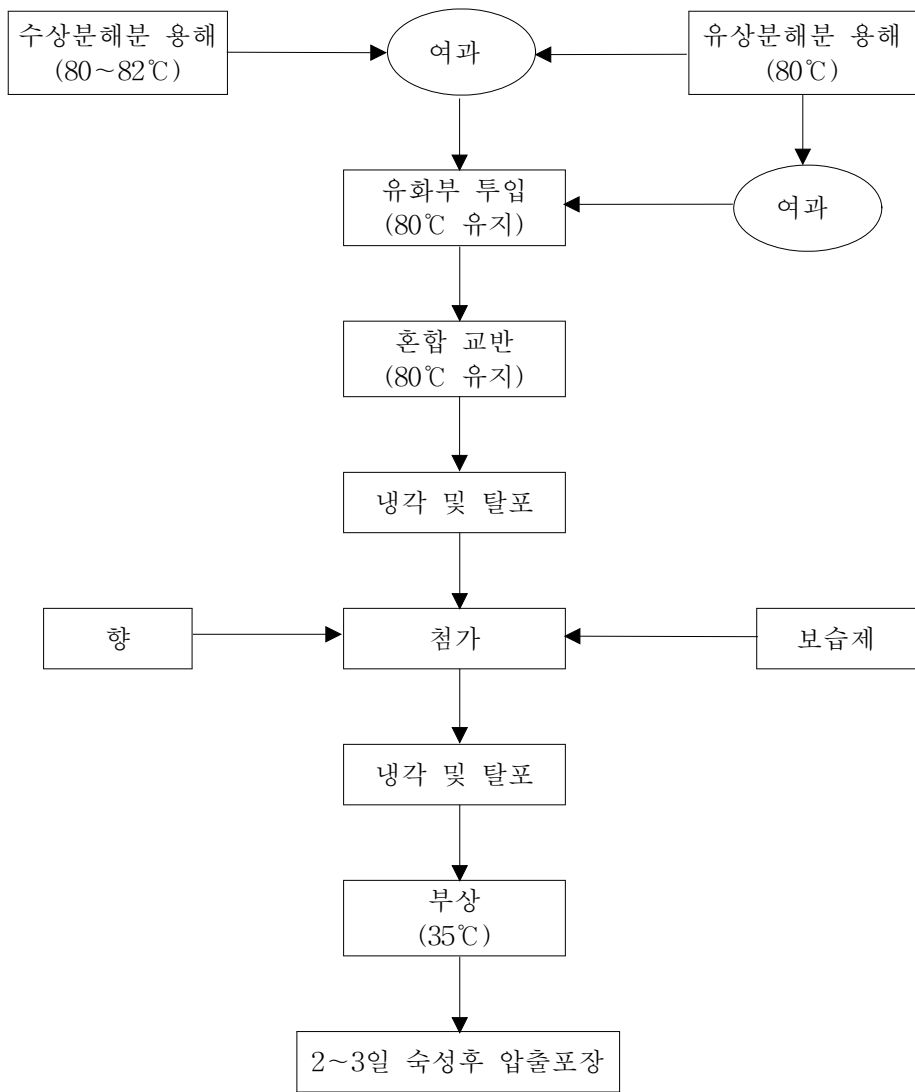 수상분해분 용해
(80~82℃)
여과
유상분해분 용해
(80℃)
유화부 투입
(80℃ 유지)
여과
혼합 교반
(80℃ 유지)
냉각 및 탈포
향
첨가
보습제
냉각 및 탈포
부상
(35℃)
2~3일 숙성후 압출포장